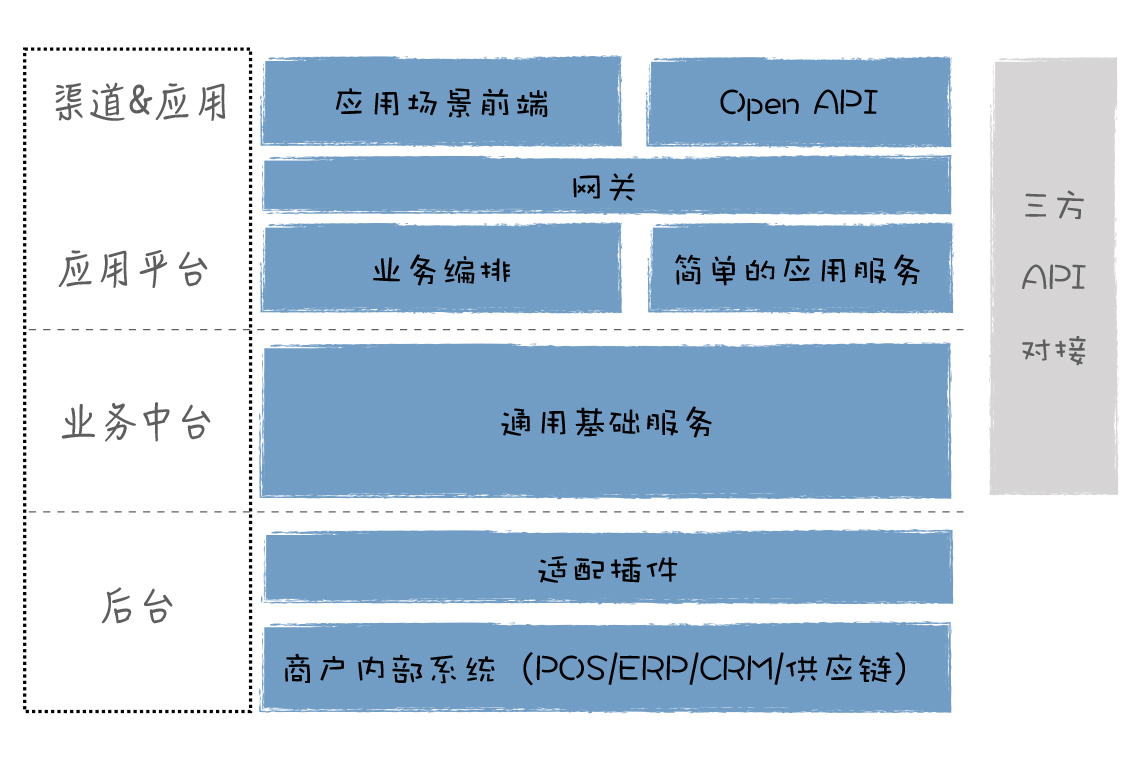 渠道&应用
应用场景前端
Open API
网关
应用平台
业务编排
简单的应用服务
业务中台
通用基础服务
后台
适配插件
商户内部系统（POS/ERP/CRM/供应链）
三方
API
对接